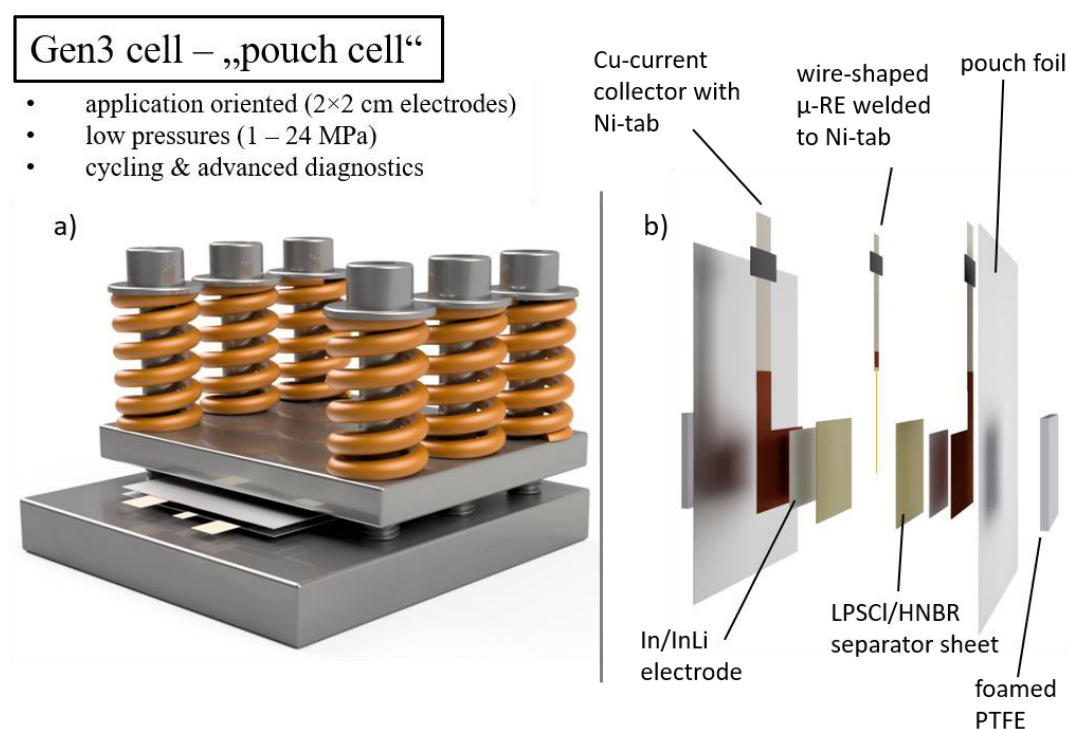 Gen3 cell – „pouch cell“
• application oriented (2×2 cm electrodes)
• low pressures (1 – 24 MPa)
• cycling & advanced diagnostics
a)
b)
Cu-current
collector with
Ni-tab
wire-shaped
µ-RE welded
to Ni-tab
pouch foil
In/InLi
electrode
LPSCl/HNBR
separator sheet
foamed
PTFE